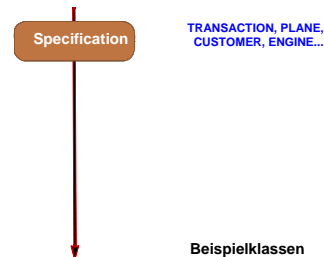 Specification
TRANSACTION, PLANE,
CUSTOMER, ENGINE...
Beispielklassen